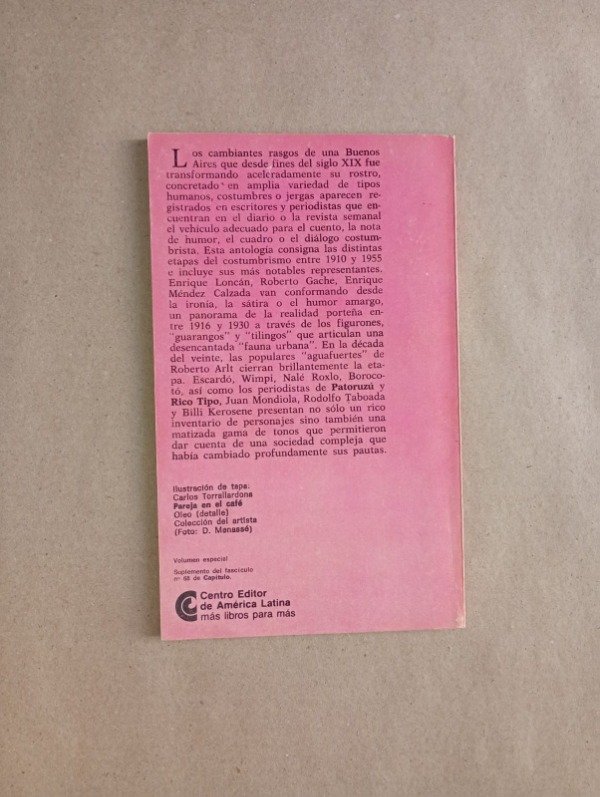 Los cambiantes rasgos de una Buenos
Aires que desde fines del siglo XIX fue
transformando aceleradamente su rostro,
concretado en amplia variedad de tipos
humanos, costumbres o jergas aparecen re-
gistrados en escritores y periodistas que en-
cuentran en el diario o la revista semanal
el vehículo adecuado para el cuento, la nota
de humor, el cuadro o el diálogo costum-
brista. Esta antología consigna las distintas
etapas del costumbrismo entre 1910 y 1955
e incluye sus más notables representantes.
Enrique Loncán, Roberto Gache, Enrique
Méndez Calzada van conformando desde
la ironía, la sátira o el humor amargo,
un panorama de la realidad porteña en-
tre 1916 y 1930 a través de los figurones,
"guarangos" y "tilingos" que articulan una
desencantada "fauna urbana". En la década
del veinte, las populares "aguafuertes" de
Roberto Arlt cierran brillantemente la eta-
pa. Escardó, Wimpi, Nalé Roxlo, Boroco-
tó, así como los periodistas de Patoruzú y
Rico Tipo, Juan Mondiola, Rodolfo Taboada
y Billi Kerosene presentan no sólo un rico
inventario de personajes sino también una
matizada gama de tonos que permitieron
dar cuenta de una sociedad compleja que
había cambiado profundamente sus pautas.
Ilustración de tapa:
Carlos Torrallardona
Pareja en el café
Oleo (detalle)
Colección del artista
(Foto: D. Manassé)
Volumen especial
Suplemento del fascículo
nº 68 de Capítulo.
Centro Editor
de América Latina
más libros para más